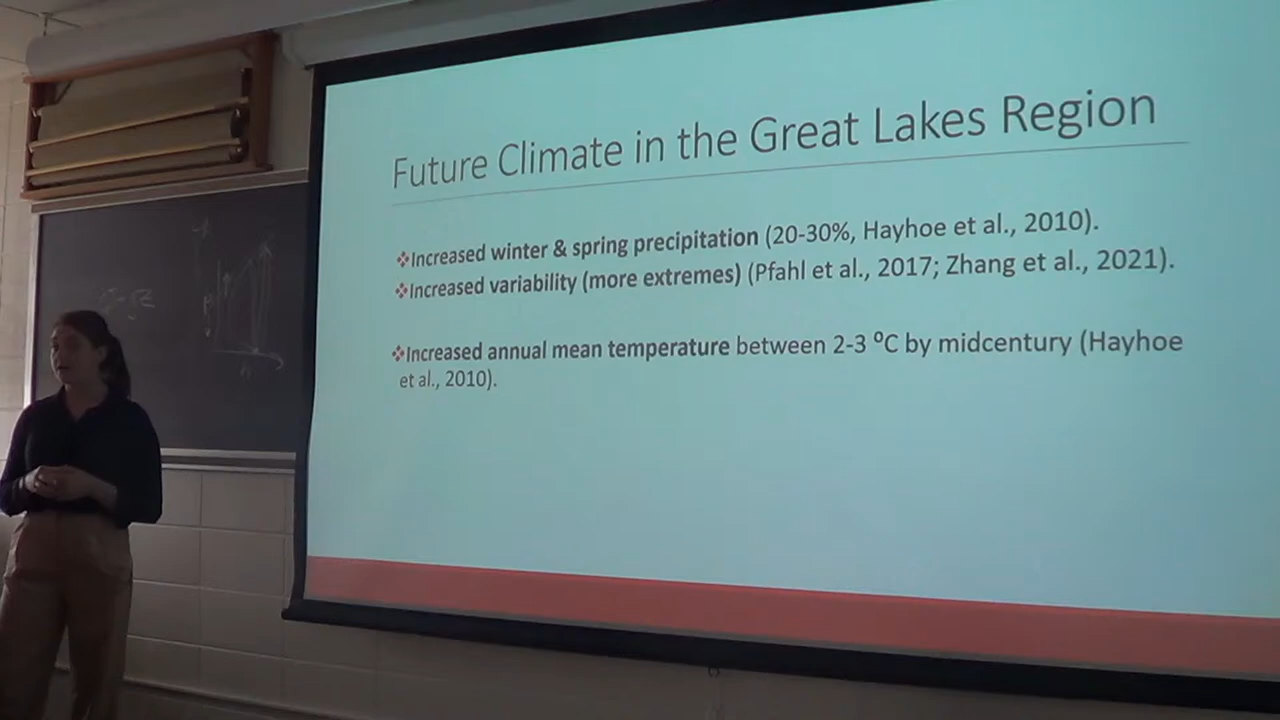 Future Climate in the Great Lakes Region
❖Increased winter & spring precipitation (20-30%, Hayhoe et al., 2010).
❖Increased variability (more extremes) (Pfahl et al., 2017; Zhang et al., 2021).
❖Increased annual mean temperature between 2-3 ºC by midcentury (Hayhoe
et al., 2010).